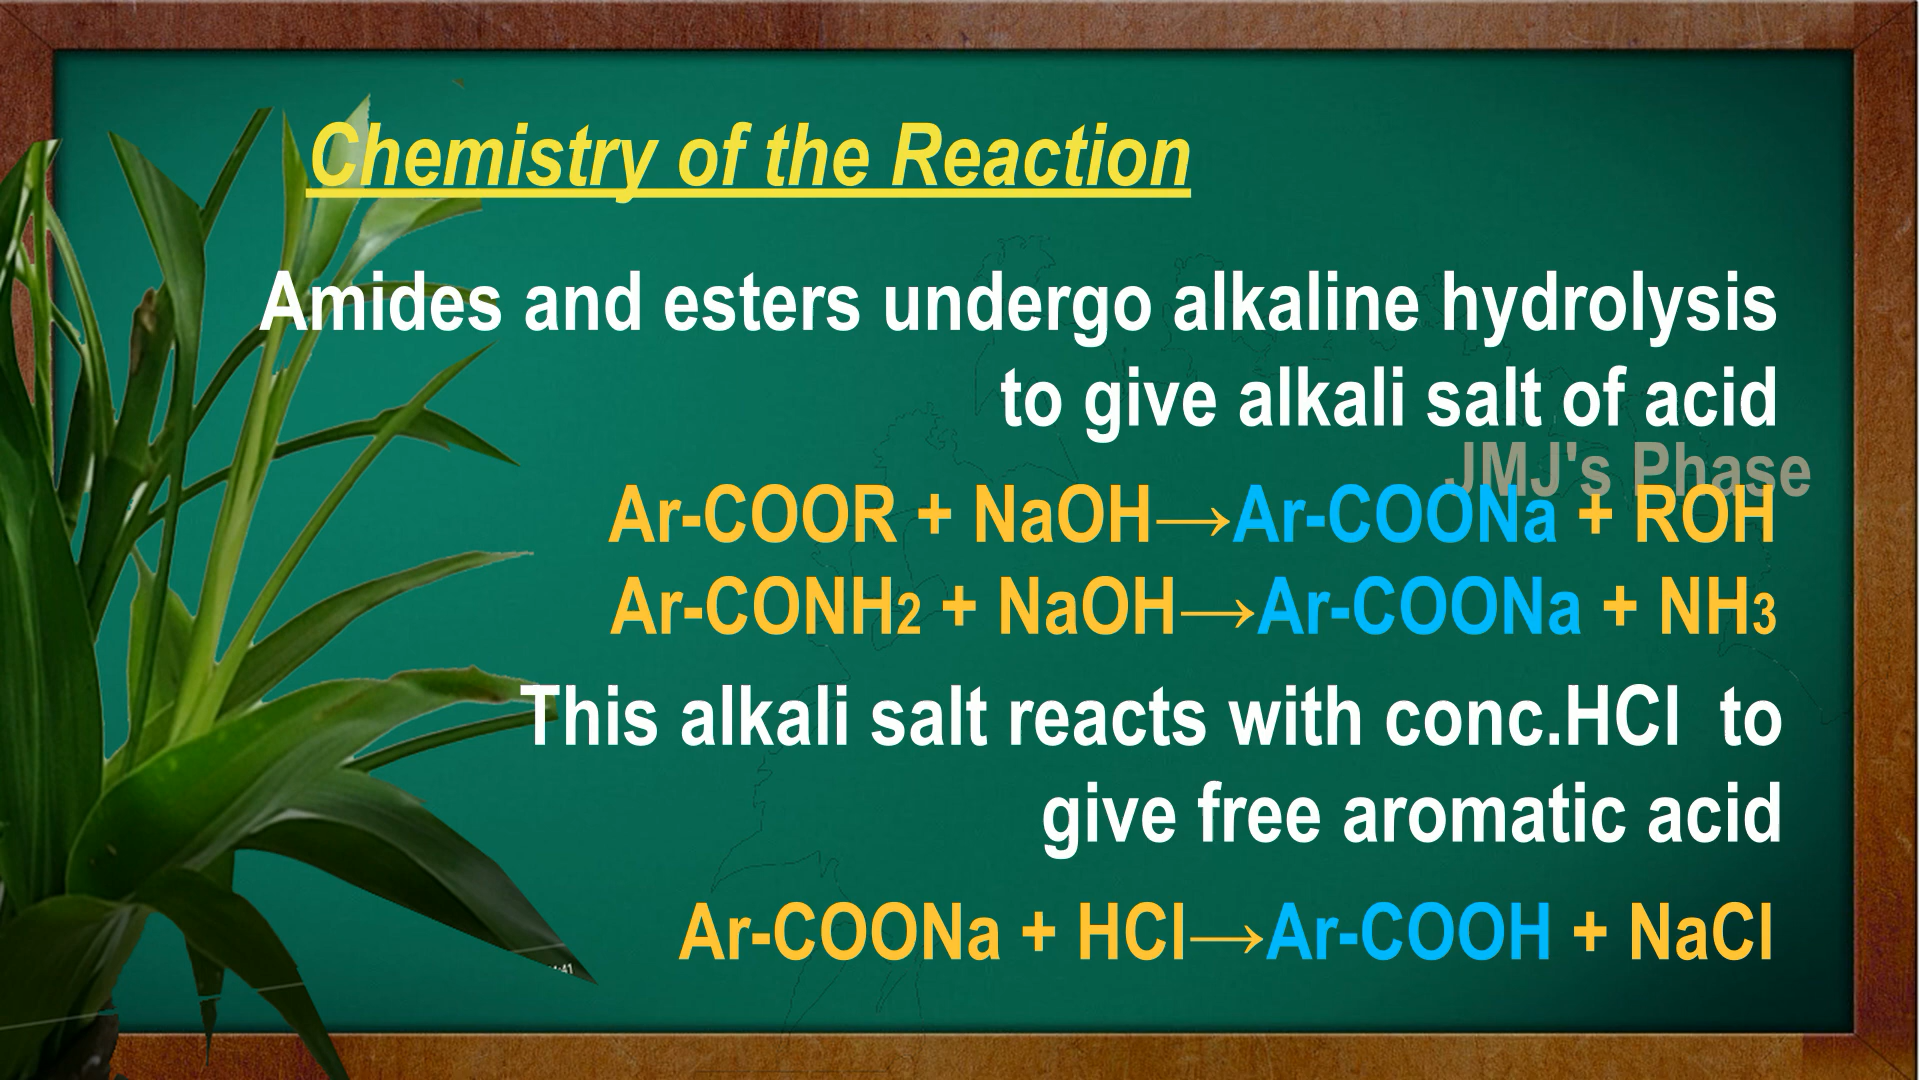 Chemistry of the Reaction
Amides and esters undergo alkaline hydrolysis
to give alkali salt of acid
JMJ's Phase
Ar-COOR + NaOH→Ar-COONa + ROH
Ar-CONH2 + NaOH→Ar-COONa + NH3
This alkali salt reacts with conc.HCl  to
give free aromatic acid
Ar-COONa + HCl→Ar-COOH + NaCl